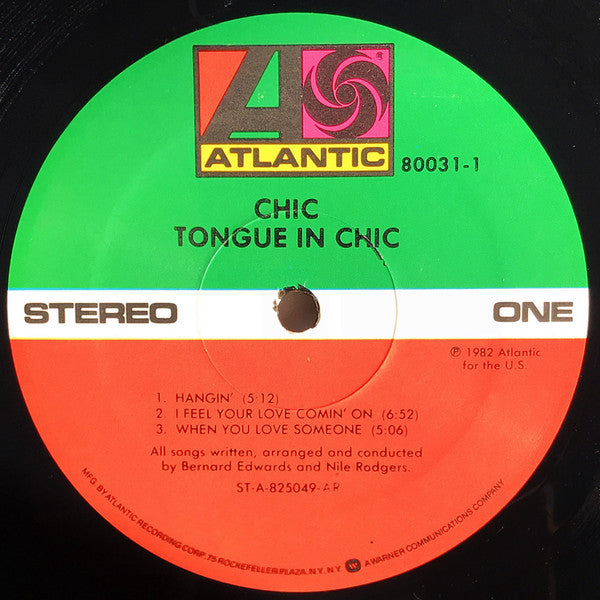 ATLANTIC
®
80031-1
CHIC
TONGUE IN CHIC
STEREO
ONE
℗ 1982 Atlantic
for the U.S.
1. HANGIN' (5:12)
2. I FEEL YOUR LOVE COMIN' ON (6:52)
3. WHEN YOU LOVE SOMEONE (5:06)
All songs written, arranged and conducted
by Bernard Edwards and Nile Rodgers.
ST-A-825049-AR
MFG. BY ATLANTIC RECORDING CORP. 75 ROCKEFELLER PLAZA, N.Y. N.Y. A WARNER COMMUNICATIONS COMPANY